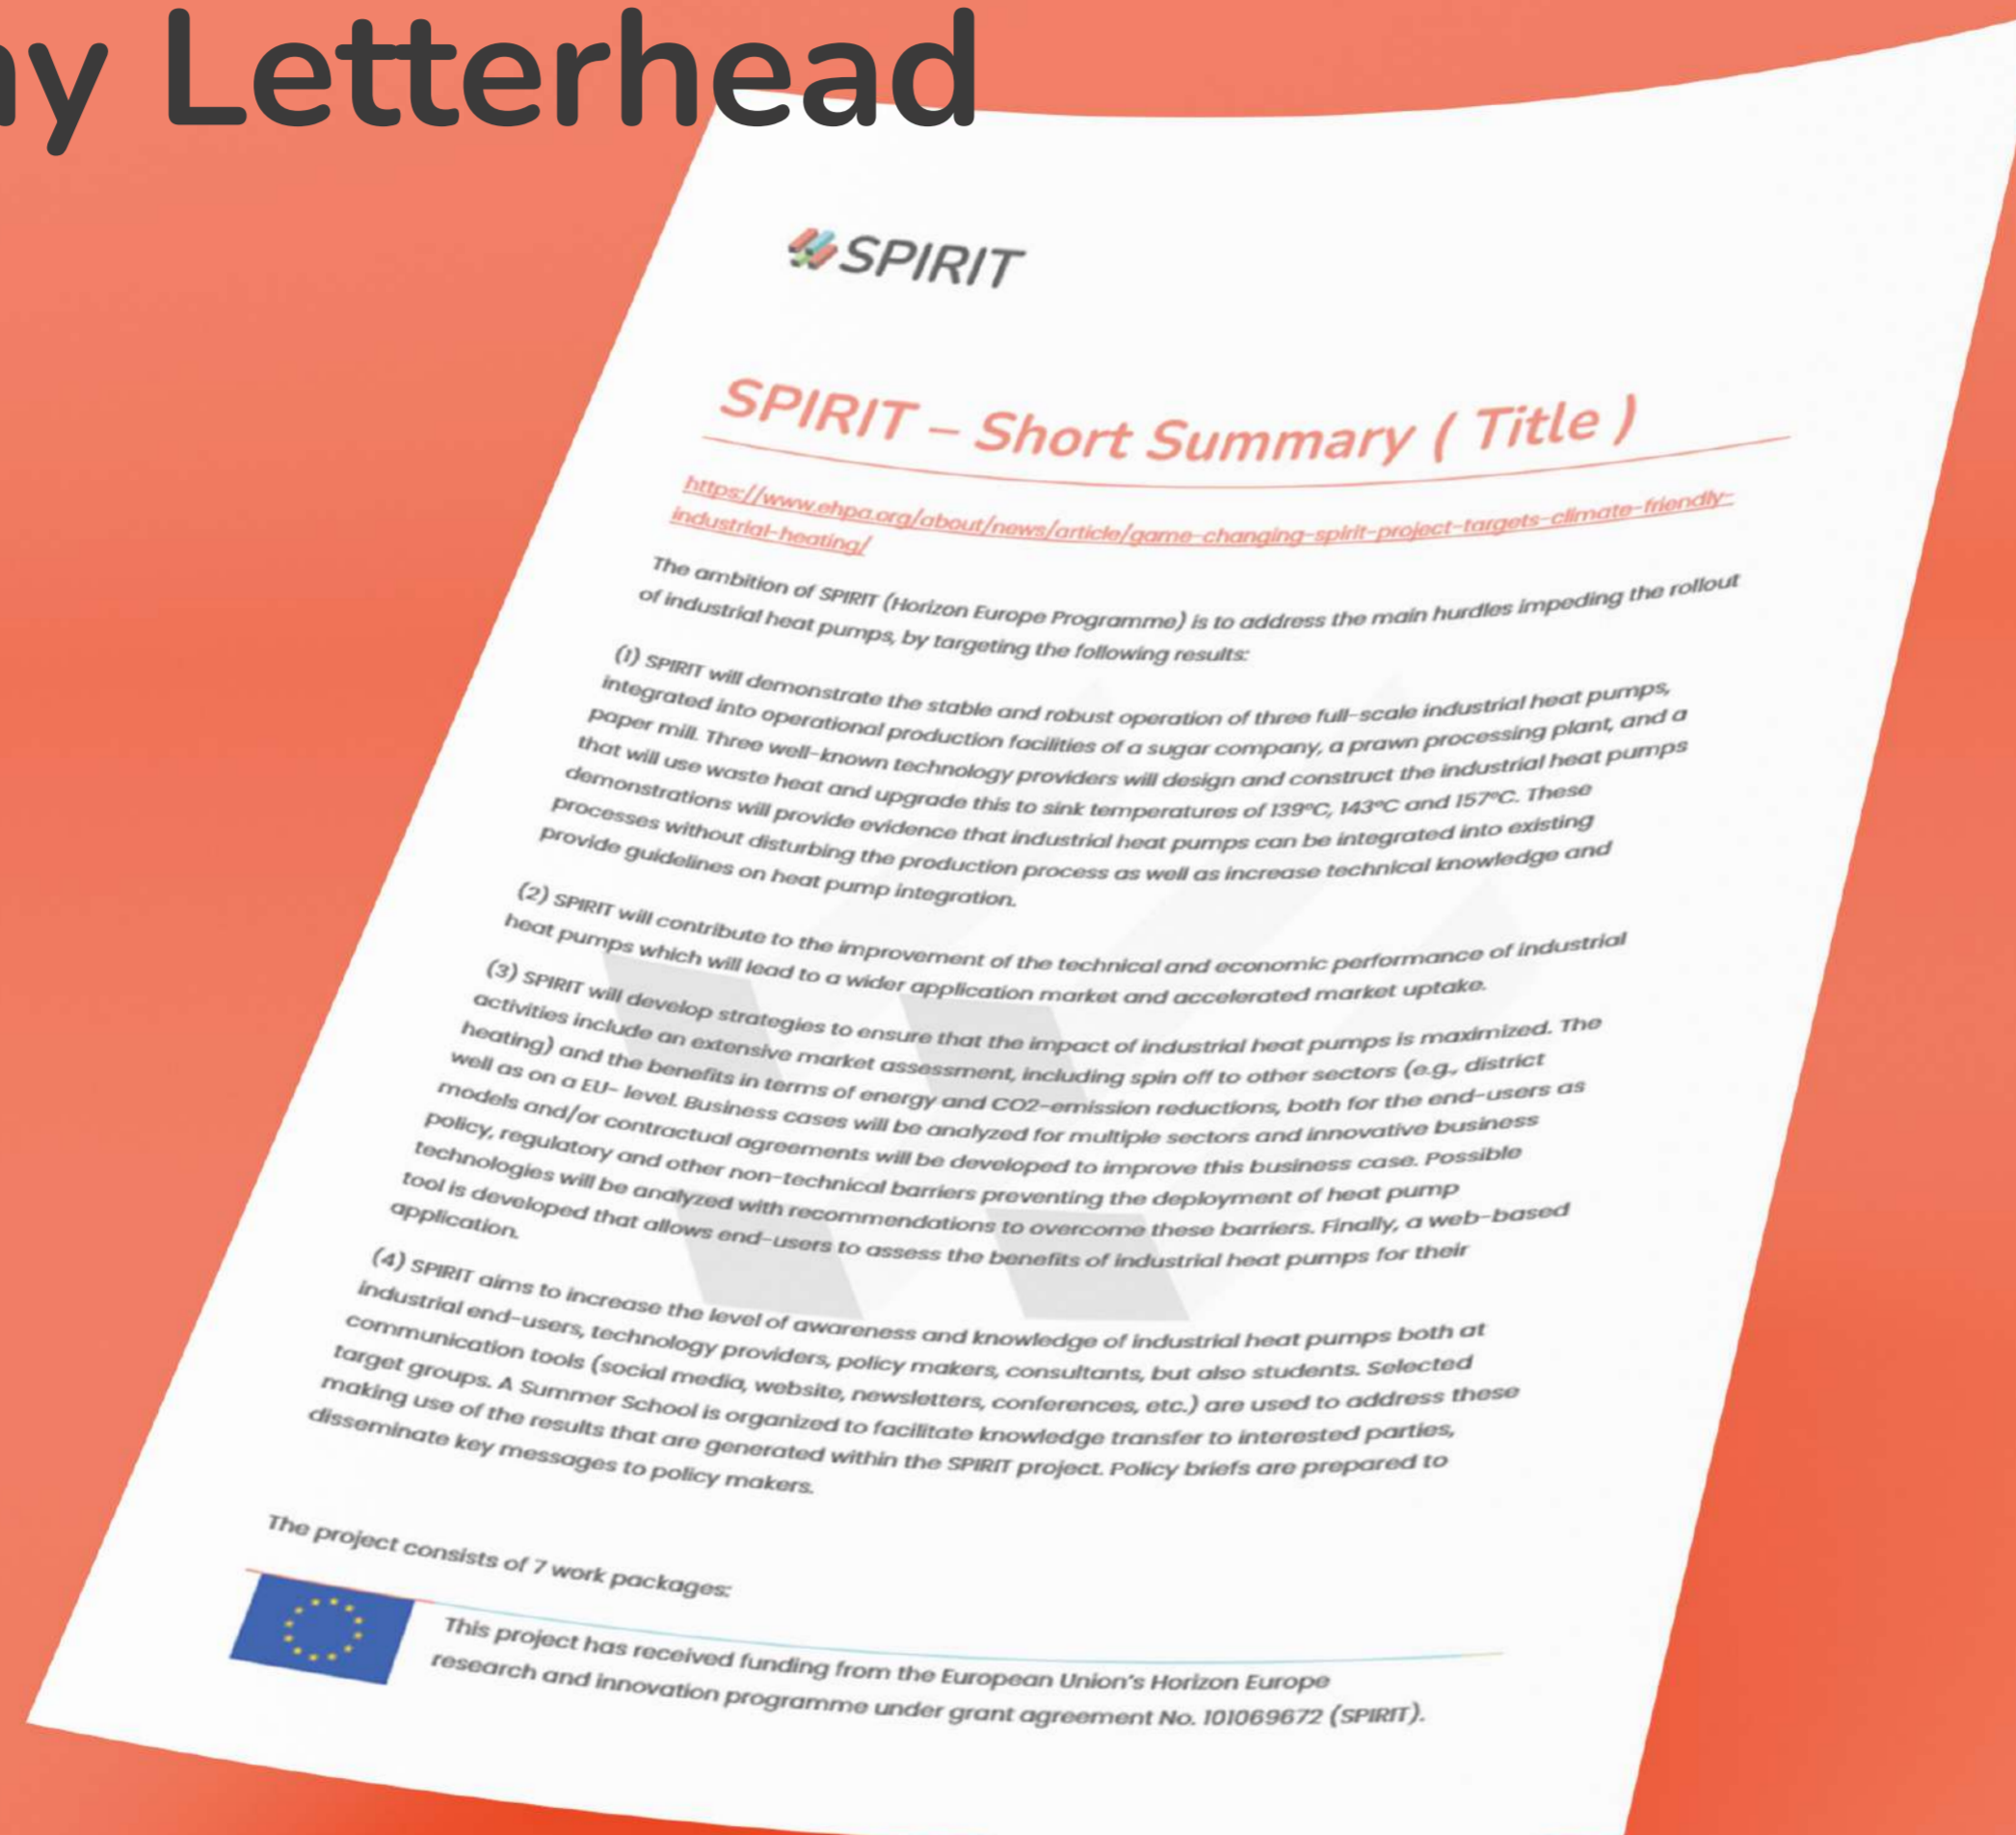 ny Letterhead
SPIRIT
SPIRIT – Short Summary ( Title )
https://www.ehpa.org/about/news/article/game-changing-spirit-project-targets-climate-friendly-
industrial-heating/
The ambition of SPIRIT (Horizon Europe Programme) is to address the main hurdles impeding the rollout
of industrial heat pumps, by targeting the following results:
(1) SPIRIT will demonstrate the stable and robust operation of three full-scale industrial heat pumps,
integrated into operational production facilities of a sugar company, a prawn processing plant, and a
paper mill. Three well-known technology providers will design and construct the industrial heat pumps
that will use waste heat and upgrade this to sink temperatures of 139°C, 143°C and 157°C. These
demonstrations will provide evidence that industrial heat pumps can be integrated into existing
processes without disturbing the production process as well as increase technical knowledge and
provide guidelines on heat pump integration.
(2) SPIRIT will contribute to the improvement of the technical and economic performance of industrial
heat pumps which will lead to a wider application market and accelerated market uptake.
(3) SPIRIT will develop strategies to ensure that the impact of industrial heat pumps is maximized. The
activities include an extensive market assessment, including spin off to other sectors (e.g., district
heating) and the benefits in terms of energy and CO2-emission reductions, both for the end-users as
well as on a EU- level. Business cases will be analyzed for multiple sectors and innovative business
models and/or contractual agreements will be developed to improve this business case. Possible
policy, regulatory and other non-technical barriers preventing the deployment of heat pump
technologies will be analyzed with recommendations to overcome these barriers. Finally, a web-based
tool is developed that allows end-users to assess the benefits of industrial heat pumps for their
application.
(4) SPIRIT aims to increase the level of awareness and knowledge of industrial heat pumps both at
industrial end-users, technology providers, policy makers, consultants, but also students. Selected
communication tools (social media, website, newsletters, conferences, etc.) are used to address these
target groups. A Summer School is organized to facilitate knowledge transfer to interested parties,
making use of the results that are generated within the SPIRIT project. Policy briefs are prepared to
disseminate key messages to policy makers.
The project consists of 7 work packages:
This project has received funding from the European Union's Horizon Europe
research and innovation programme under grant agreement No. 101069672 (SPIRIT).